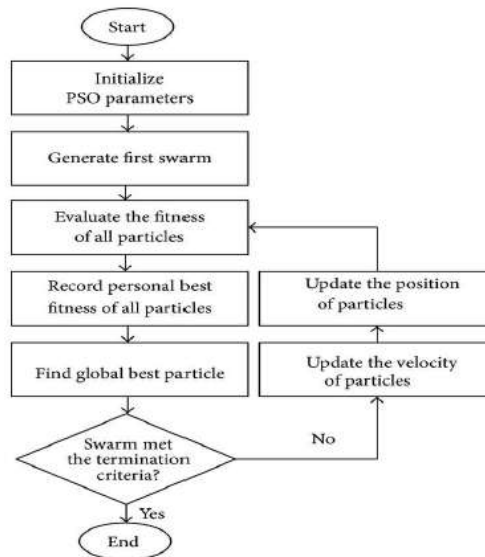 Start
Initialize
PSO parameters
Generate first swarm
Evaluate the fitness
of all particles
Record personal best
fitness of all particles
Find global best particle
Swarm met
the termination
criteria?
No
Update the velocity
of particles
Update the position
of particles
Yes
End